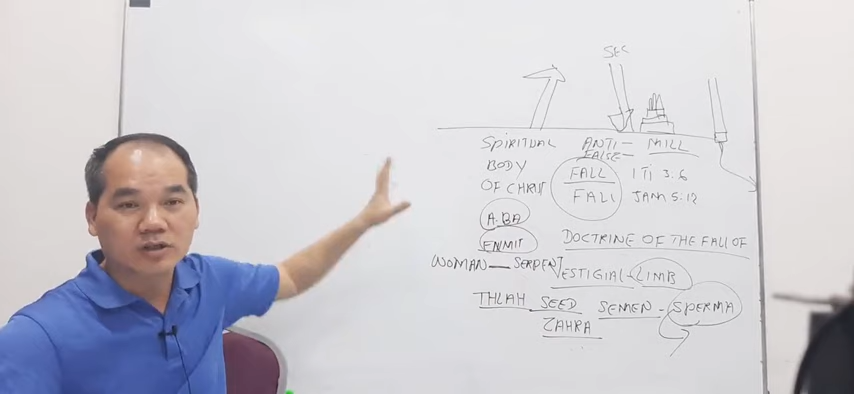 SEC
SPIRITUAL ANTI- MILL
BODY FALSE
OF CHRIST FALL 1 TI 3:6
FALL JAM 5:12
A.BA
ENMIT DOCTRINE OF THE FALL OF
WOMAN — SERPENT VESTIGIAL-LIMB
THLAH SEED SEMEN - SPERMA
ZAHRA